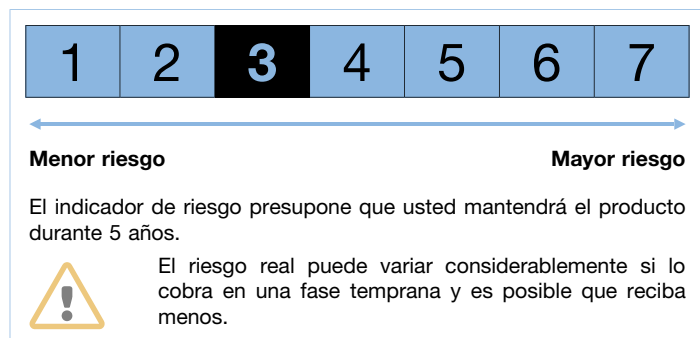 1 2 3 4 5 6 7
Menor riesgo Mayor riesgo
El indicador de riesgo presupone que usted mantendrá el producto
durante 5 años.
El riesgo real puede variar considerablemente si lo
cobra en una fase temprana y es posible que reciba
menos.